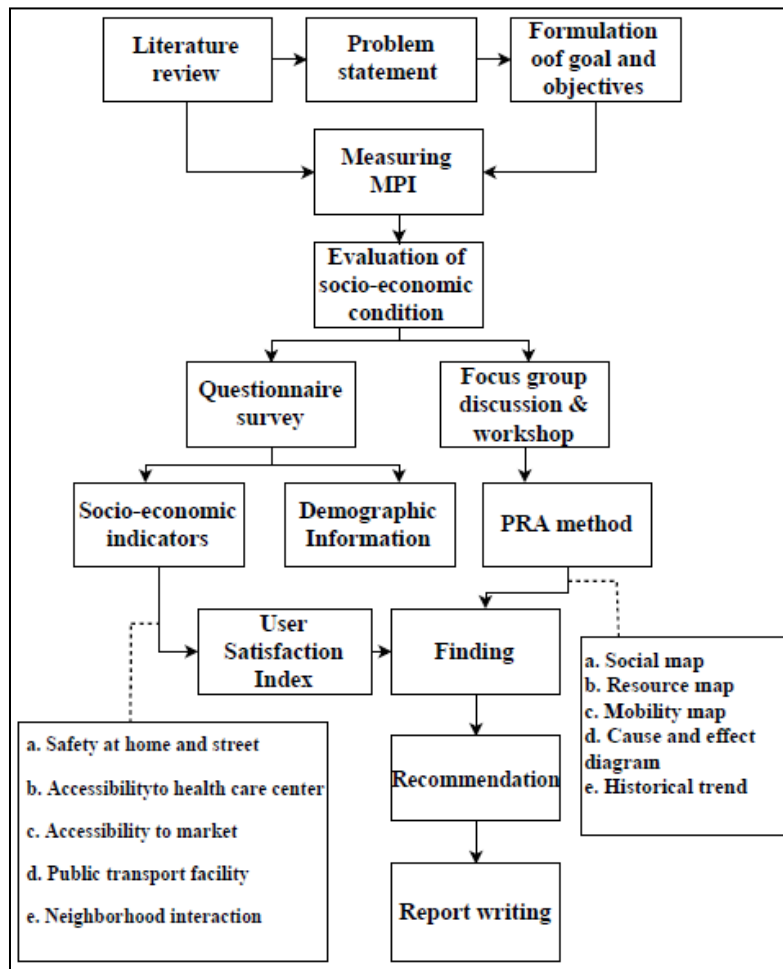 Literature
review
Problem
statement
Formulation
oof goal and
objectives
Measuring
MPI
Evaluation of
socio-economic
condition
Questionnaire
survey
Focus group
discussion &
workshop
Socio-economic
indicators
Demographic
Information
PRA method
User
Satisfaction
Index
Finding
a. Social map
b. Resource map
c. Mobility map
d. Cause and effect
diagram
e. Historical trend
a. Safety at home and street
b. Accessibilityto health care center
c. Accessibility to market
d. Public transport facility
e. Neighborhood interaction
Recommendation
Report writing